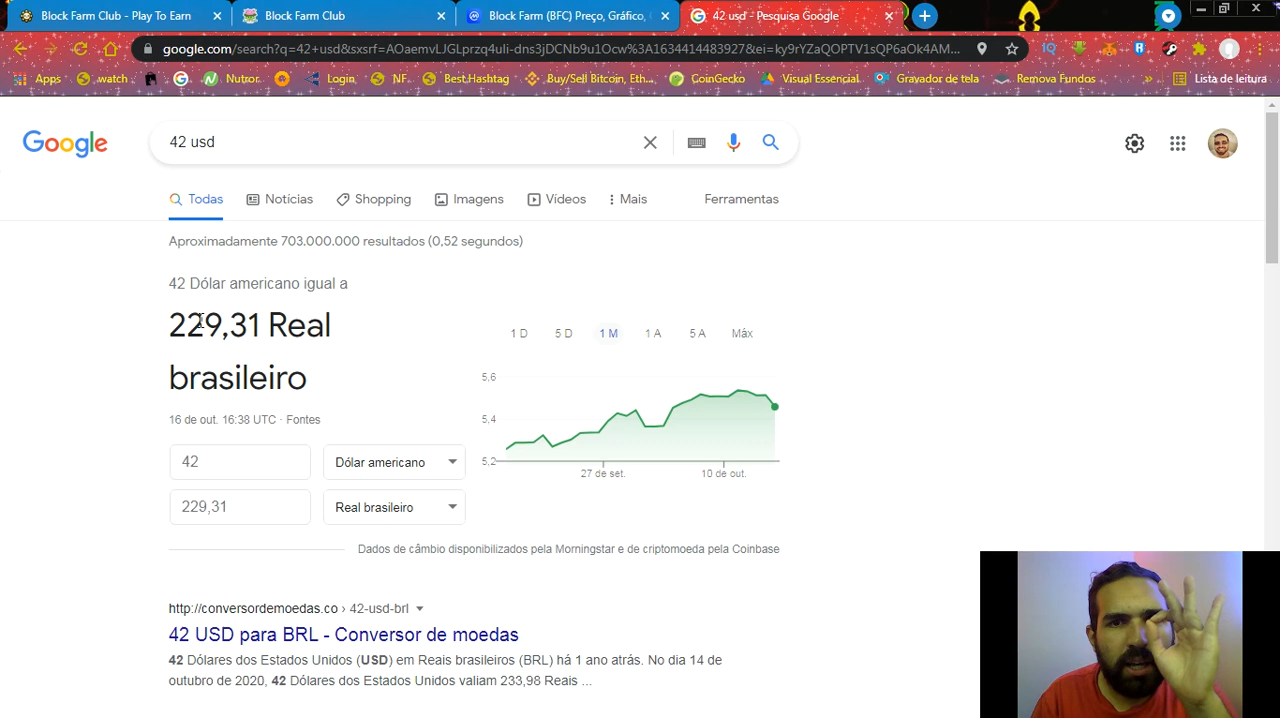 Block Farm Club - Play To Earn
Block Farm Club
Block Farm (BFC) Preço, Gráfico,
42 usd - Pesquisa Google
google.com/search?q=42+usd&sxsrf=AOaemvLJGLprzq4uli-dns3jDCNb9u1Ocw%3A1634414483927&ei=ky9rYZaQOPTV1sQP6aOk4AM...
Apps
watch
Nutror
Login
NF
Best Hashtag
Buy/Sell Bitcoin, Eth...
CoinGecko
Visual Essencial
Gravador de tela
Remova Fundos
»
Lista de leitura
Google
42 usd
Todas
Notícias
Shopping
Imagens
Vídeos
Mais
Ferramentas
Aproximadamente 703.000.000 resultados (0,52 segundos)
42 Dólar americano igual a
229,31 Real
brasileiro
16 de out. 16:38 UTC · Fontes
42
Dólar americano
229,31
Real brasileiro
1 D
5 D
1 M
1 A
5 A
Máx
5.6
5.4
5.2
27 de set.
10 de out.
Dados de câmbio disponibilizados pela Morningstar e de criptomoeda pela Coinbase
http://conversordemoedas.co › 42-usd-brl
42 USD para BRL - Conversor de moedas
42 Dólares dos Estados Unidos (USD) em Reais brasileiros (BRL) há 1 ano atrás. No dia 14 de
outubro de 2020, 42 Dólares dos Estados Unidos valiam 233,98 Reais ...